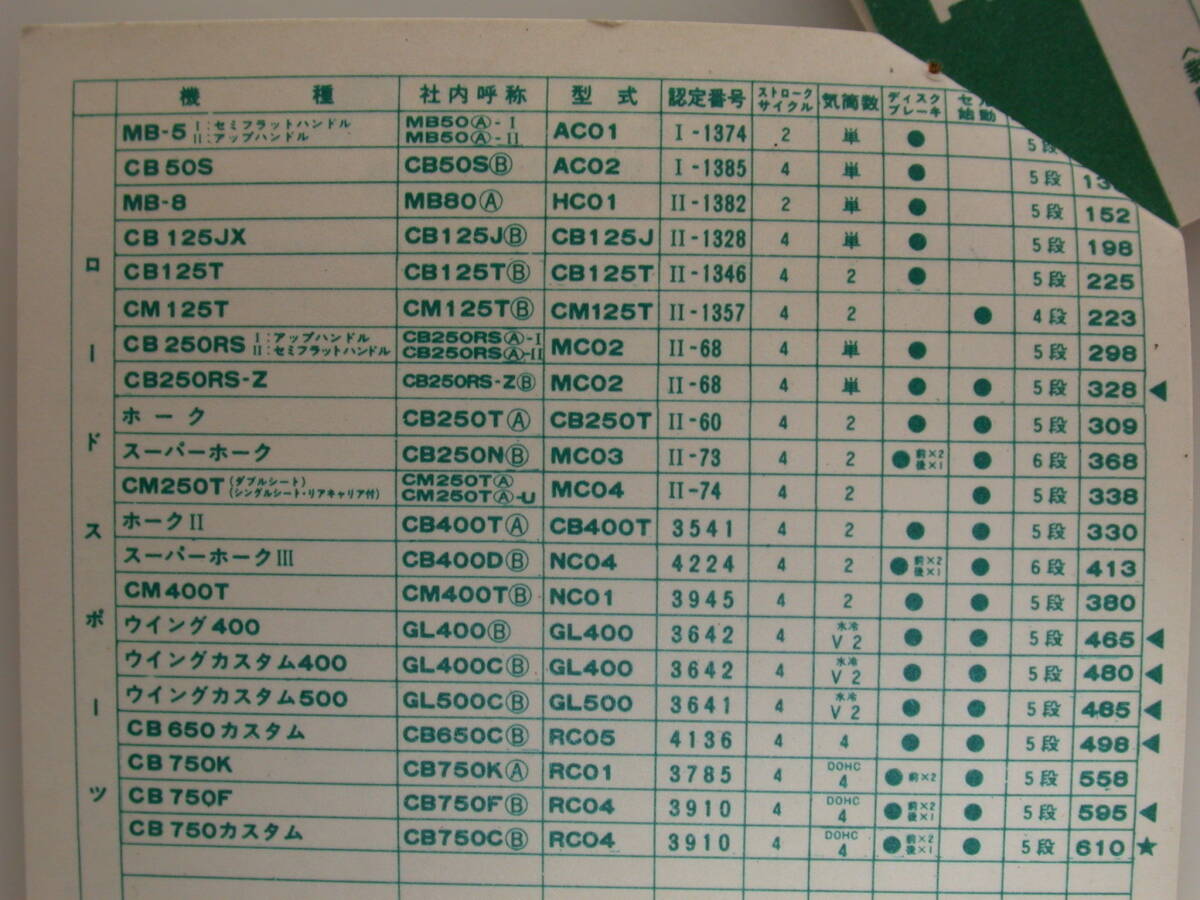 機種 社内呼称 型式 認定番号 ストロークサイクル 気筒数 ディスクブレーキ
ロードスポーツ
MB-5 Ⅰ:セミフラットハンドル Ⅱ:アップハンドル MB50Ⓐ-Ⅰ MB50Ⓐ-Ⅱ AC01 Ⅰ-1374 2 単 ● 5段
CB50S CB50SⒷ AC02 Ⅰ-1385 4 単 ● 5段
MB-8 MB80Ⓐ HC01 Ⅱ-1382 2 単 ● 5段 152
CB125JX CB125JⒷ CB125J Ⅱ-1328 4 単 ● 5段 198
CB125T CB125TⒷ CB125T Ⅱ-1346 4 2 ● 5段 225
CM125T CM125TⒷ CM125T Ⅱ-1357 4 2 ● 4段 223
CB250RS Ⅰ:アップハンドル Ⅱ:セミフラットハンドル CB250RSⒶ-Ⅰ CB250RSⒶ-Ⅱ MC02 Ⅱ-68 4 単 ● 5段 298
CB250RS-Z CB250RS-ZⒷ MC02 Ⅱ-68 4 単 ● ● 5段 328 ◀
ホーク CB250TⒶ CB250T Ⅱ-60 4 2 ● ● 5段 309
スーパーホーク CB250NⒷ MC03 Ⅱ-73 4 2 ● 前×2 後×1 ● 6段 368
CM250T (ダブルシート) (シングルシート・リアキャリア付) CM250TⒶ CM250TⒶ-U MC04 Ⅱ-74 4 2 ● 5段 338
ホークⅡ CB400TⒶ CB400T 3541 4 2 ● ● 5段 330
スーパーホークⅢ CB400DⒷ NC04 4224 4 2 ● 前×2 後×1 ● 6段 413
CM400T CM400TⒷ NC01 3945 4 2 ● ● 5段 380
ウイング400 GL400Ⓑ GL400 3642 4 水冷 V2 ● ● 5段 465 ◀
ウイングカスタム400 GL400CⒷ GL400 3642 4 水冷 V2 ● ● 5段 480 ◀
ウイングカスタム500 GL500CⒷ GL500 3641 4 水冷 V2 ● ● 5段 485 ◀
CB650カスタム CB650CⒷ RC05 4136 4 4 ● ● 5段 498 ◀
CB750K CB750KⒶ RC01 3785 4 DOHC 4 ● 前×2 ● 5段 558
CB750F CB750FⒷ RC04 3910 4 DOHC 4 ● 前×2 後×1 ● 5段 595 ◀
CB750カスタム CB750CⒷ RC04 3910 4 DOHC 4 ● 前×2 後×1 ● 5段 610 ★